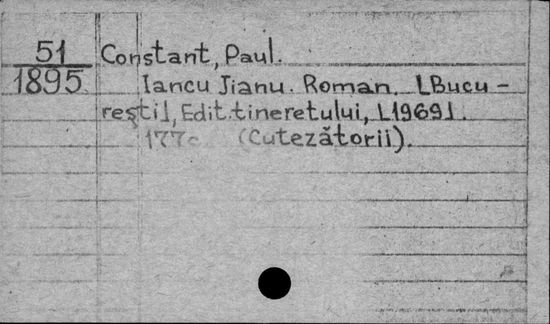 51 Constant, Paul.
1895 Iancu Jianu. Roman. [Bucu-
reşti], Edit. tineretului, [1969].
(Cutezătorii).